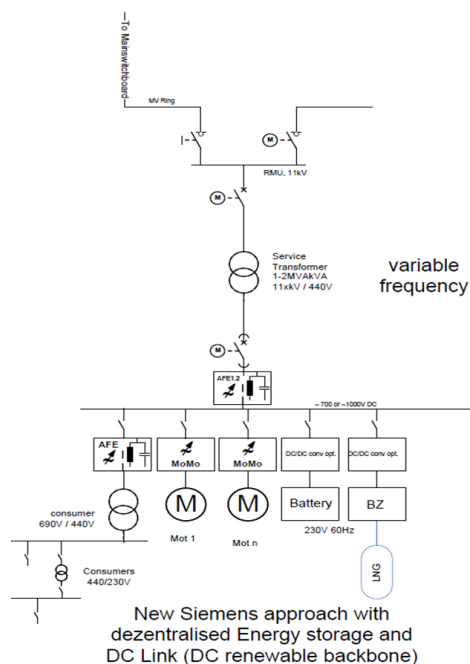 To Mainswitchboard
MV Ring
M
RMU, 11kV
M
Service
Transformer
1-2MVAkVA
11xkV / 440V
variable
frequency
M
AFE1.2
~ 700 or ~1000V DC
AFE
MoMo
MoMo
DC/DC conv opt.
DC/DC conv opt.
consumer
690V / 440V
M
M
Battery
BZ
Mot 1
Mot n
230V 60Hz
Consumers
440/230V
LNG
New Siemens approach with
dezentralised Energy storage and
DC Link (DC renewable backbone)